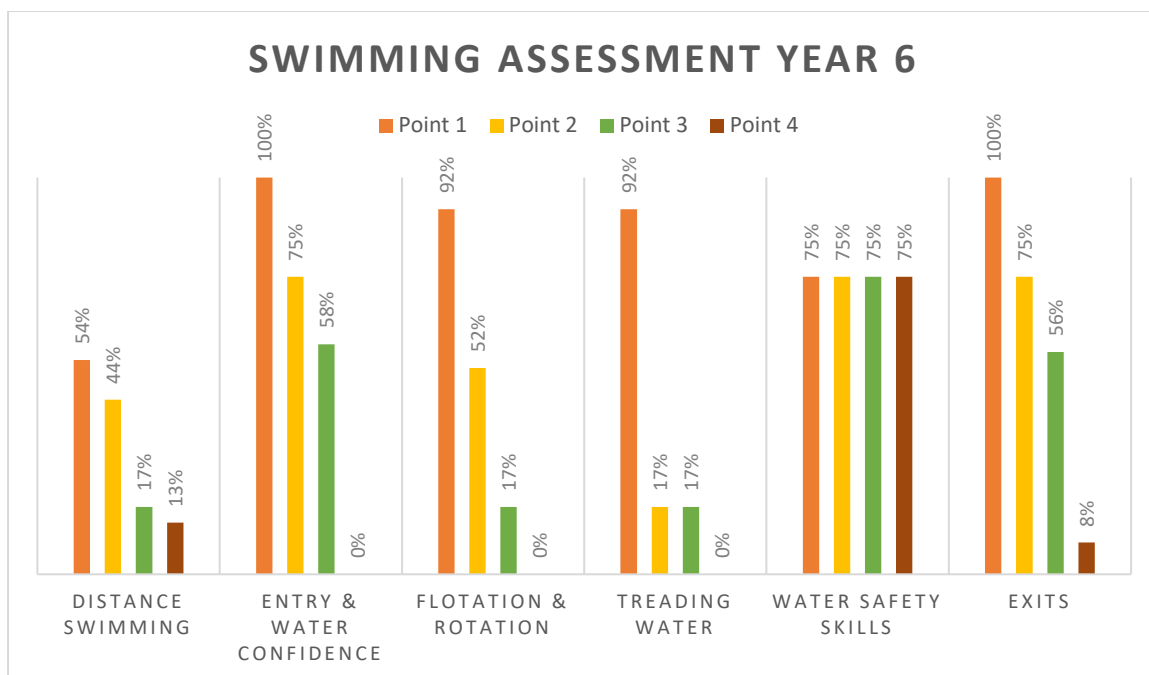 SWIMMING ASSESSMENT YEAR 6
Point 1 Point 2 Point 3 Point 4
54%
44%
17%
13%
100%
75%
58%
0%
92%
52%
17%
0%
92%
17%
17%
0%
75%
75%
75%
75%
100%
75%
56%
8%
DISTANCE
SWIMMING
ENTRY &
WATER
CONFIDENCE
FLOTATION &
ROTATION
TREADING
WATER
WATER SAFETY
SKILLS
EXITS